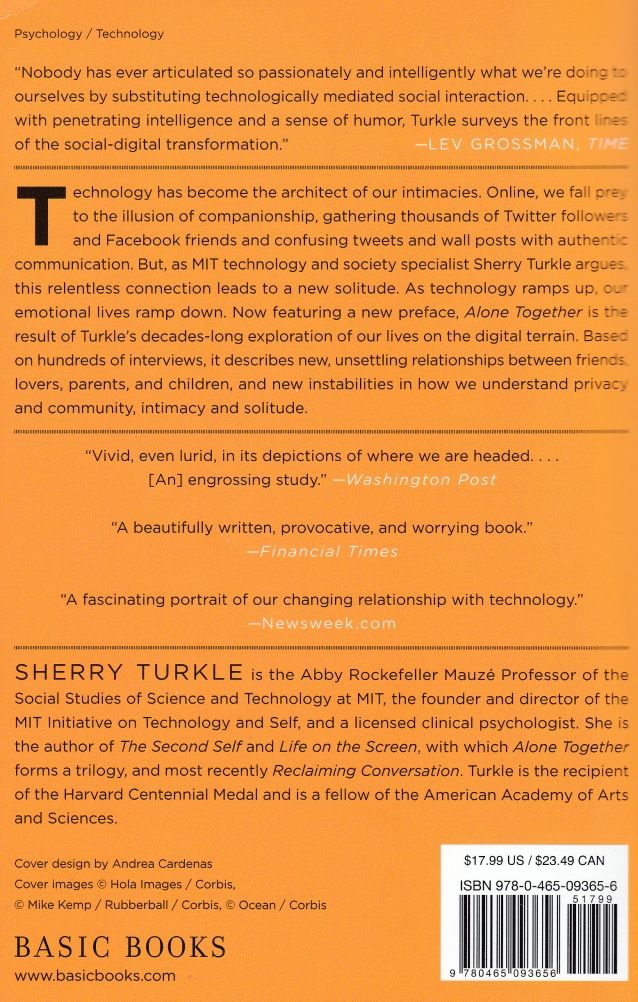 Psychology / Technology
“Nobody has ever articulated so passionately and intelligently what we’re doing to
ourselves by substituting technologically mediated social interaction. . . . Equipped
with penetrating intelligence and a sense of humor, Turkle surveys the front lines
of the social-digital transformation.” —LEV GROSSMAN, TIME
Technology has become the architect of our intimacies. Online, we fall prey
to the illusion of companionship, gathering thousands of Twitter followers
and Facebook friends and confusing tweets and wall posts with authentic
communication. But, as MIT technology and society specialist Sherry Turkle argues,
this relentless connection leads to a new solitude. As technology ramps up, our
emotional lives ramp down. Now featuring a new preface, Alone Together is the
result of Turkle’s decades-long exploration of our lives on the digital terrain. Based
on hundreds of interviews, it describes new, unsettling relationships between friends,
lovers, parents, and children, and new instabilities in how we understand privacy
and community, intimacy and solitude.
“Vivid, even lurid, in its depictions of where we are headed. . . .
[An] engrossing study.” —Washington Post
“A beautifully written, provocative, and worrying book.”
—Financial Times
“A fascinating portrait of our changing relationship with technology.”
—Newsweek.com
SHERRY TURKLE is the Abby Rockefeller Mauzé Professor of the
Social Studies of Science and Technology at MIT, the founder and director of the
MIT Initiative on Technology and Self, and a licensed clinical psychologist. She is
the author of The Second Self and Life on the Screen, with which Alone Together
forms a trilogy, and most recently Reclaiming Conversation. Turkle is the recipient
of the Harvard Centennial Medal and is a fellow of the American Academy of Arts
and Sciences.
Cover design by Andrea Cardenas
Cover images © Hola Images / Corbis,
© Mike Kemp / Rubberball / Corbis, © Ocean / Corbis
BASIC BOOKS
www.basicbooks.com
$17.99 US / $23.49 CAN
ISBN 978-0-465-09365-6
51799
9 780465 093656